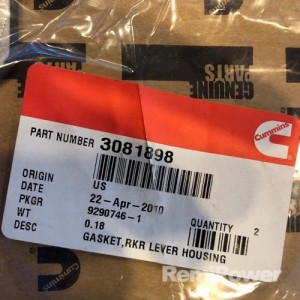 GENUINE
PARTS
PART NUMBER 3081898
Cummins
ORIGIN US
DATE 22-Apr-2010
PKGR 9290746-1
WT 0.18
QUANTITY 2
DESC GASKET,RKR LEVER HOUSING
Cummins